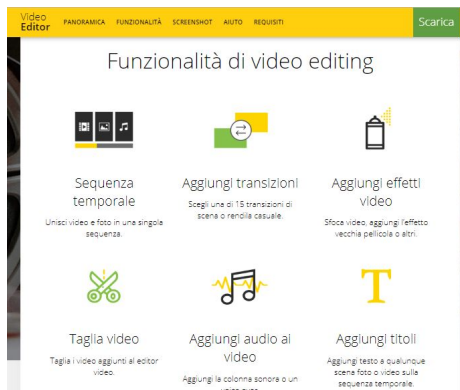 Video
Editor
PANORAMICA FUNZIONALITÀ SCREENSHOT AIUTO REQUISITI
Scarica
Funzionalità di video editing
Sequenza
temporale
Unisci video e foto in una singola
sequenza.
Aggiungi transizioni
Scegli una di 15 transizioni di
scena o rendila casuale.
Aggiungi effetti
video
Sfoca video, aggiungi l'effetto
vecchia pellicola o altri.
Taglia video
Taglia i video aggiunti al editor
video.
Aggiungi audio ai
video
Aggiungi la colonna sonora o un
Aggiungi titoli
Aggiungi testo a qualunque
scena foto o video sulla
sequenza temporale.